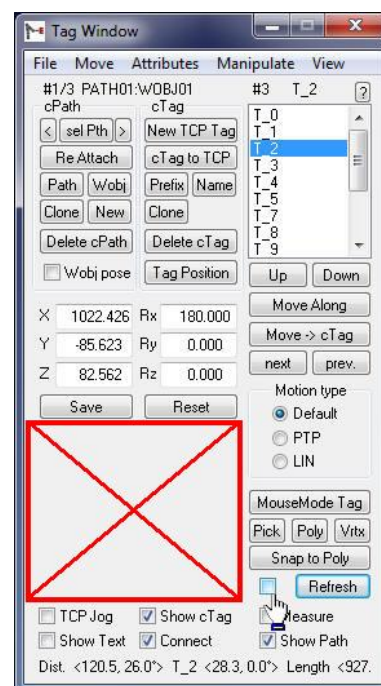 Tag Window
File Move Attributes Manipulate View
#1/3 PATH01:WOBJ01 #3 T_2 ?
cPath cTag
< sel Pth > New TCP Tag
Re Attach cTag to TCP
Path Wobj Prefix Name
Clone New Clone
Delete cPath Delete cTag
Wobj pose Tag Position
T_0
T_1
T_2
T_3
T_4
T_5
T_7
T_8
T_9
Up Down
Move Along
Move -> cTag
next prev.
X 1022.426 Rx 180.000
Y -85.623 Ry 0.000
Z 82.562 Rz 0.000
Save Reset
Motion type
Default
PTP
LIN
MouseMode Tag
Pick Poly Vrtx
Snap to Poly
Refresh
TCP Jog Show cTag Measure
Show Text Connect Show Path
Dist. <120.5, 26.0°> T_2 <28.3, 0.0°> Length <927.